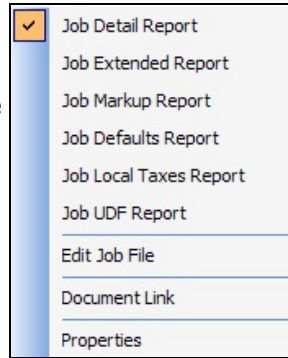 Job Detail Report
Job Extended Report
Job Markup Report
Job Defaults Report
Job Local Taxes Report
Job UDF Report
Edit Job File
Document Link
Properties